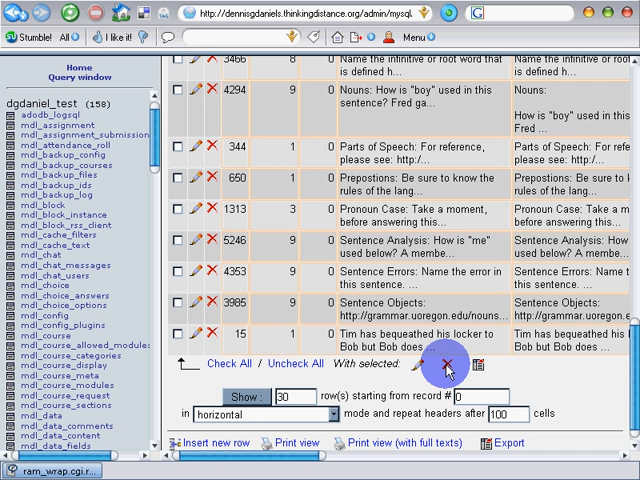 http://dennisgdaniels.thinkingdistance.org/admin/mysql
TAG
Stumble! All I like it! Menu
Home
Query window
dgdaniel_test (158)
adodb_logsql
mdl_assignment
mdl_assignment_submission
mdl_attendance_roll
mdl_backup_config
mdl_backup_courses
mdl_backup_files
mdl_backup_ids
mdl_backup_log
mdl_block
mdl_block_instance
mdl_block_rss_client
mdl_cache_filters
mdl_cache_text
mdl_chat
mdl_chat_messages
mdl_chat_users
mdl_choice
mdl_choice_answers
mdl_choice_options
mdl_config
mdl_config_plugins
mdl_course
mdl_course_allowed_modules
mdl_course_categories
mdl_course_display
mdl_course_meta
mdl_course_modules
mdl_course_request
mdl_course_sections
mdl_data
mdl_data_comments
mdl_data_content
mdl_data_fields
3466 8 0 Name the infinitive or root word that is defined h... Name the infinitive or root is defined h...
4294 9 0 Nouns: How is "boy" used in this sentence? Fred ga... Nouns:
How is "boy" used in this
Fred ...
344 1 0 Parts of Speech: For reference, please see: http:/... Parts of Speech: For refe please see: http:/...
650 1 0 Prepostions: Be sure to know the rules of the lang... Prepostions: Be sure to k rules of the lang...
1313 3 0 Pronoun Case: Take a moment, before answering this... Pronoun Case: Take a m before answering this...
5246 9 0 Sentence Analysis: How is "me" used below? A membe... Sentence Analysis: How used below? A membe...
4353 9 0 Sentence Errors: Name the error in this sentence. ... Sentence Errors: Name t this sentence. ...
3985 9 0 Sentence Objects: http://grammar.uoregon.edu/nouns... Sentence Objects: http://grammar.uoregon.e
15 1 0 Tim has bequeathed his locker to Bob but Bob does ... Tim has bequeathed his l Bob but Bob does ...
Check All / Uncheck All With selected:
Show : 30 row(s) starting from record # 0
in horizontal mode and repeat headers after 100 cells
Insert new row Print view Print view (with full texts) Export
ram_wrap.cgi.r...